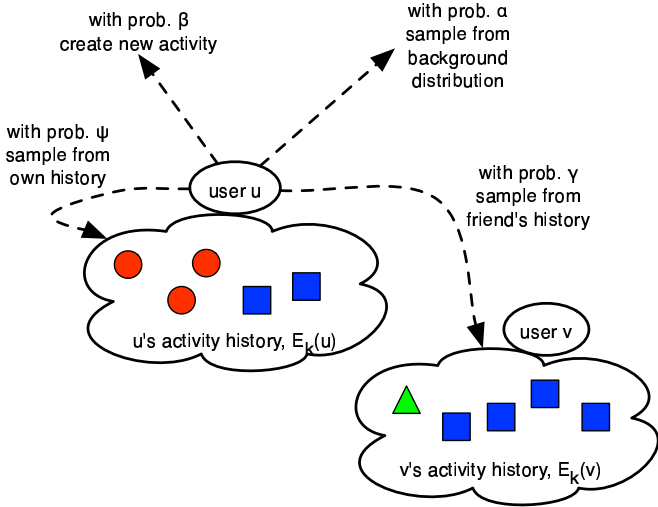 with prob. β
create new activity
with prob. α
sample from
background
distribution
with prob. ψ
sample from
own history
user u
with prob. γ
sample from
friend's history
u's activity history, Eₖ(u)
user v
v's activity history, Eₖ(v)